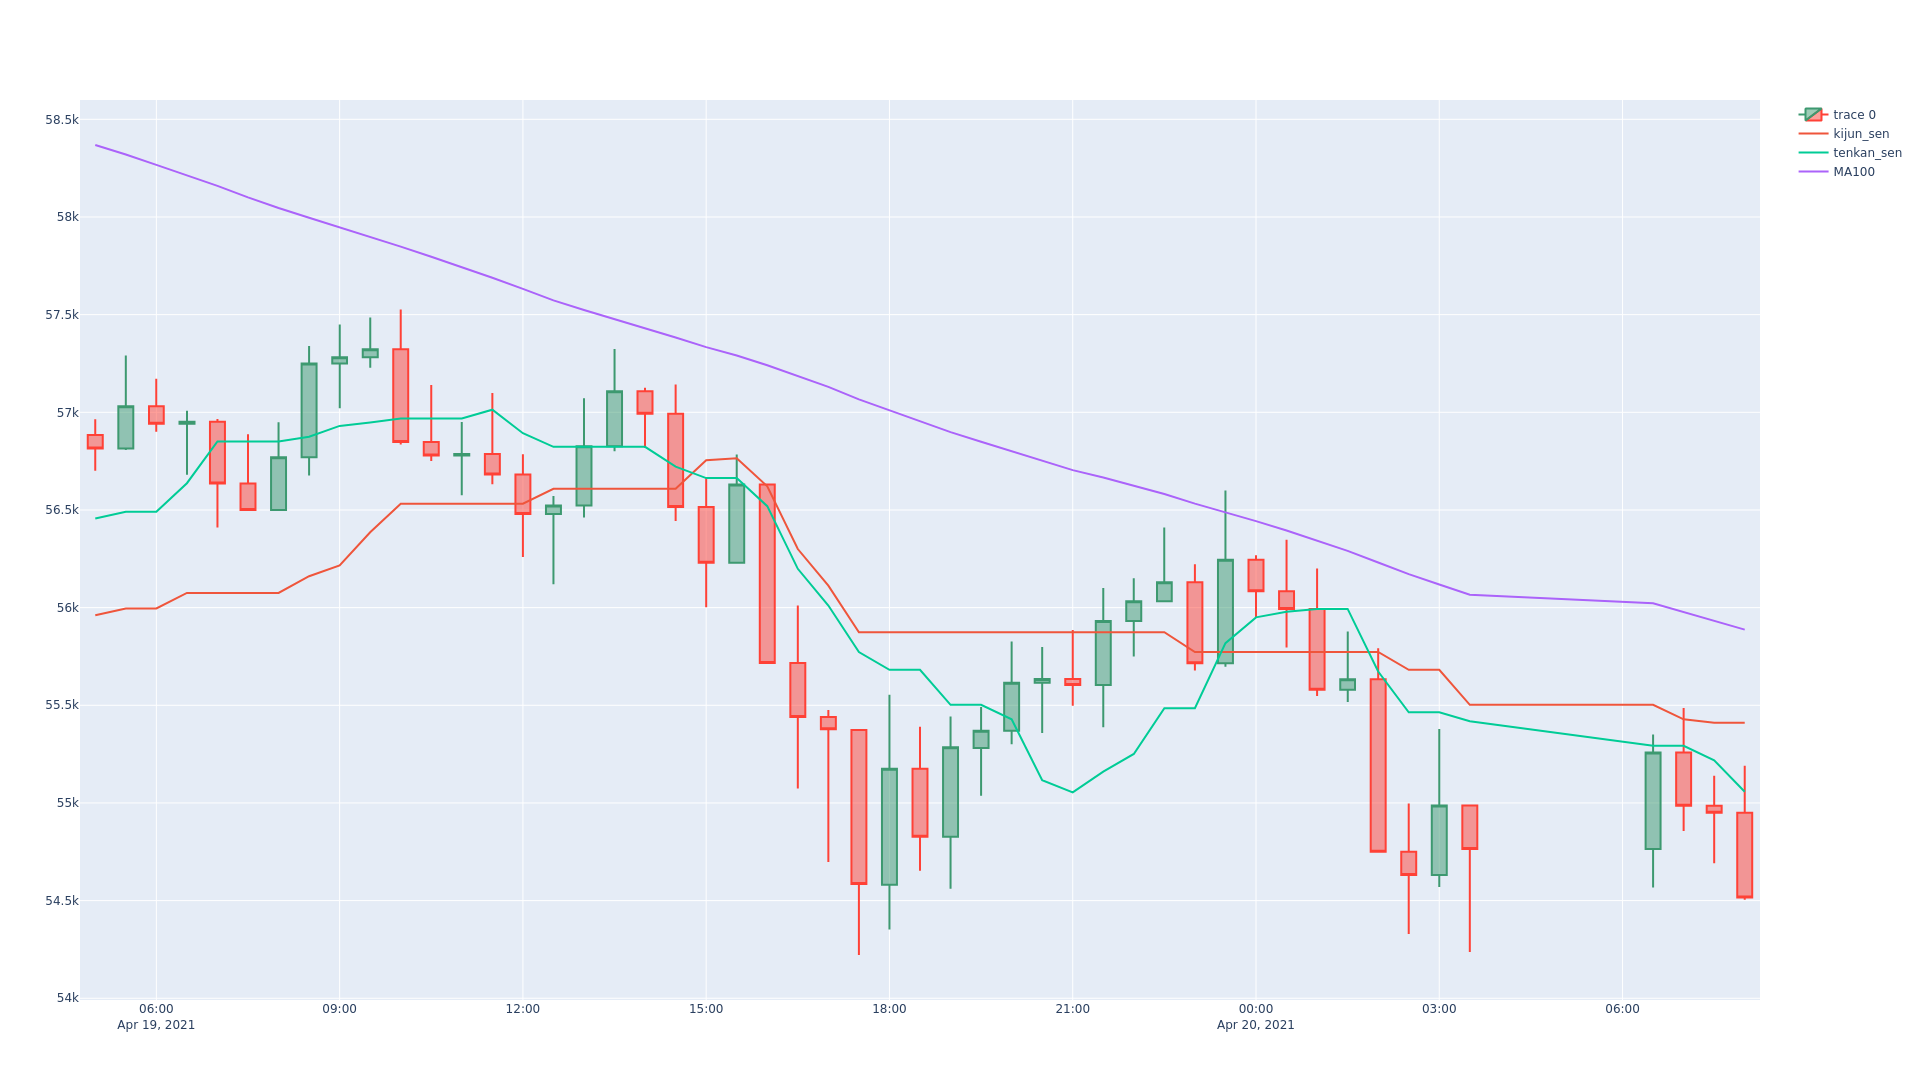 58.5k
58k
57.5k
57k
56.5k
56k
55.5k
55k
54.5k
54k
06:00
Apr 19, 2021
09:00
12:00
15:00
18:00
21:00
00:00
Apr 20, 2021
03:00
06:00
trace 0
kijun_sen
tenkan_sen
MA100